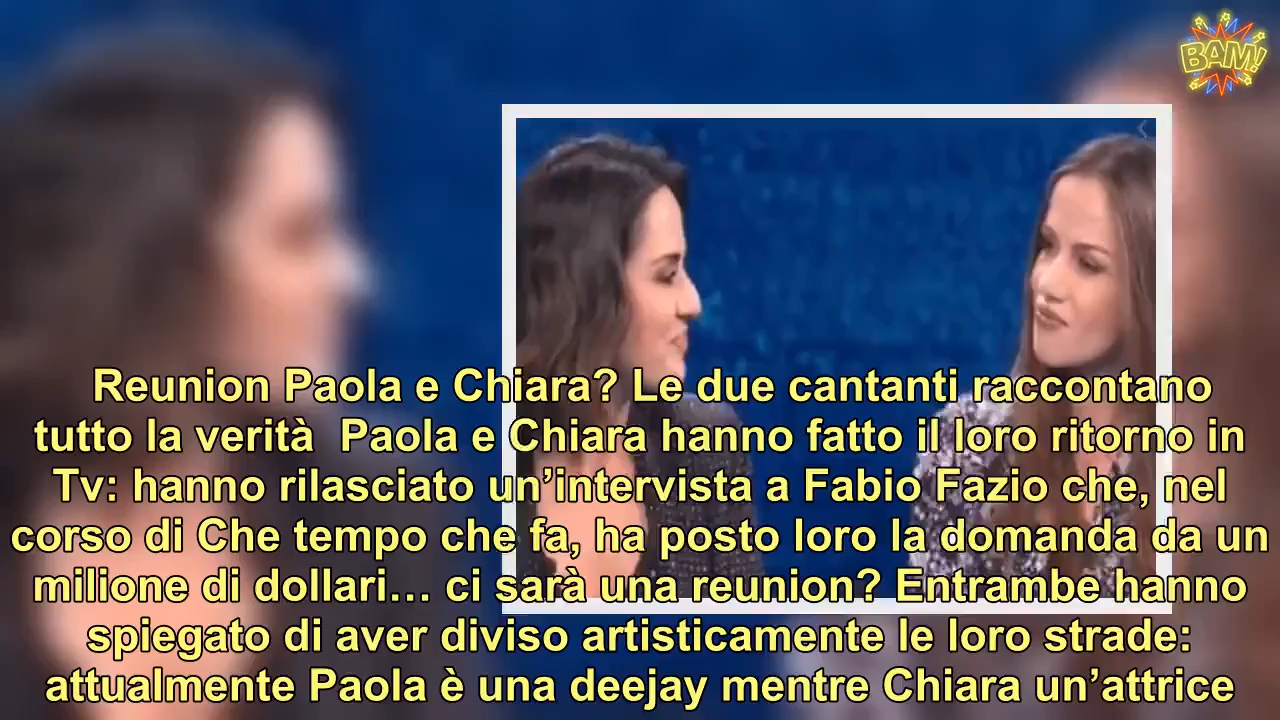 BAM!
Reunion Paola e Chiara? Le due cantanti raccontano
tutto la verità  Paola e Chiara hanno fatto il loro ritorno in
Tv: hanno rilasciato un’intervista a Fabio Fazio che, nel
corso di Che tempo che fa, ha posto loro la domanda da un
milione di dollari… ci sarà una reunion? Entrambe hanno
spiegato di aver diviso artisticamente le loro strade:
attualmente Paola è una deejay mentre Chiara un’attrice